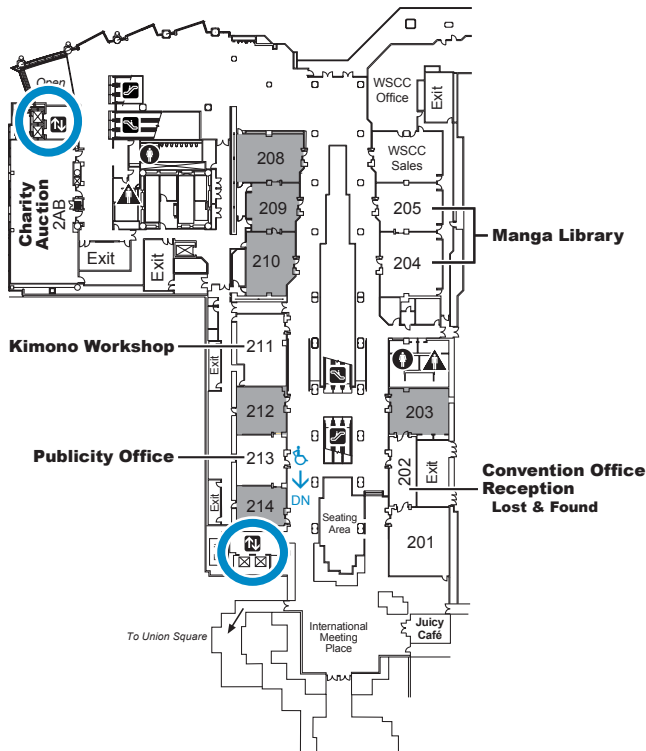 Open
WSCC
Office
Exit
WSCC
Sales
208
209
210
205
204
Manga Library
Charity
Auction
2AB
Exit
Exit
Kimono Workshop
211
Exit
212
203
Publicity Office
213
DN
202
Exit
Convention Office
Reception
Lost & Found
Exit
214
Seating
Area
201
To Union Square
International
Meeting
Place
Juicy
Café